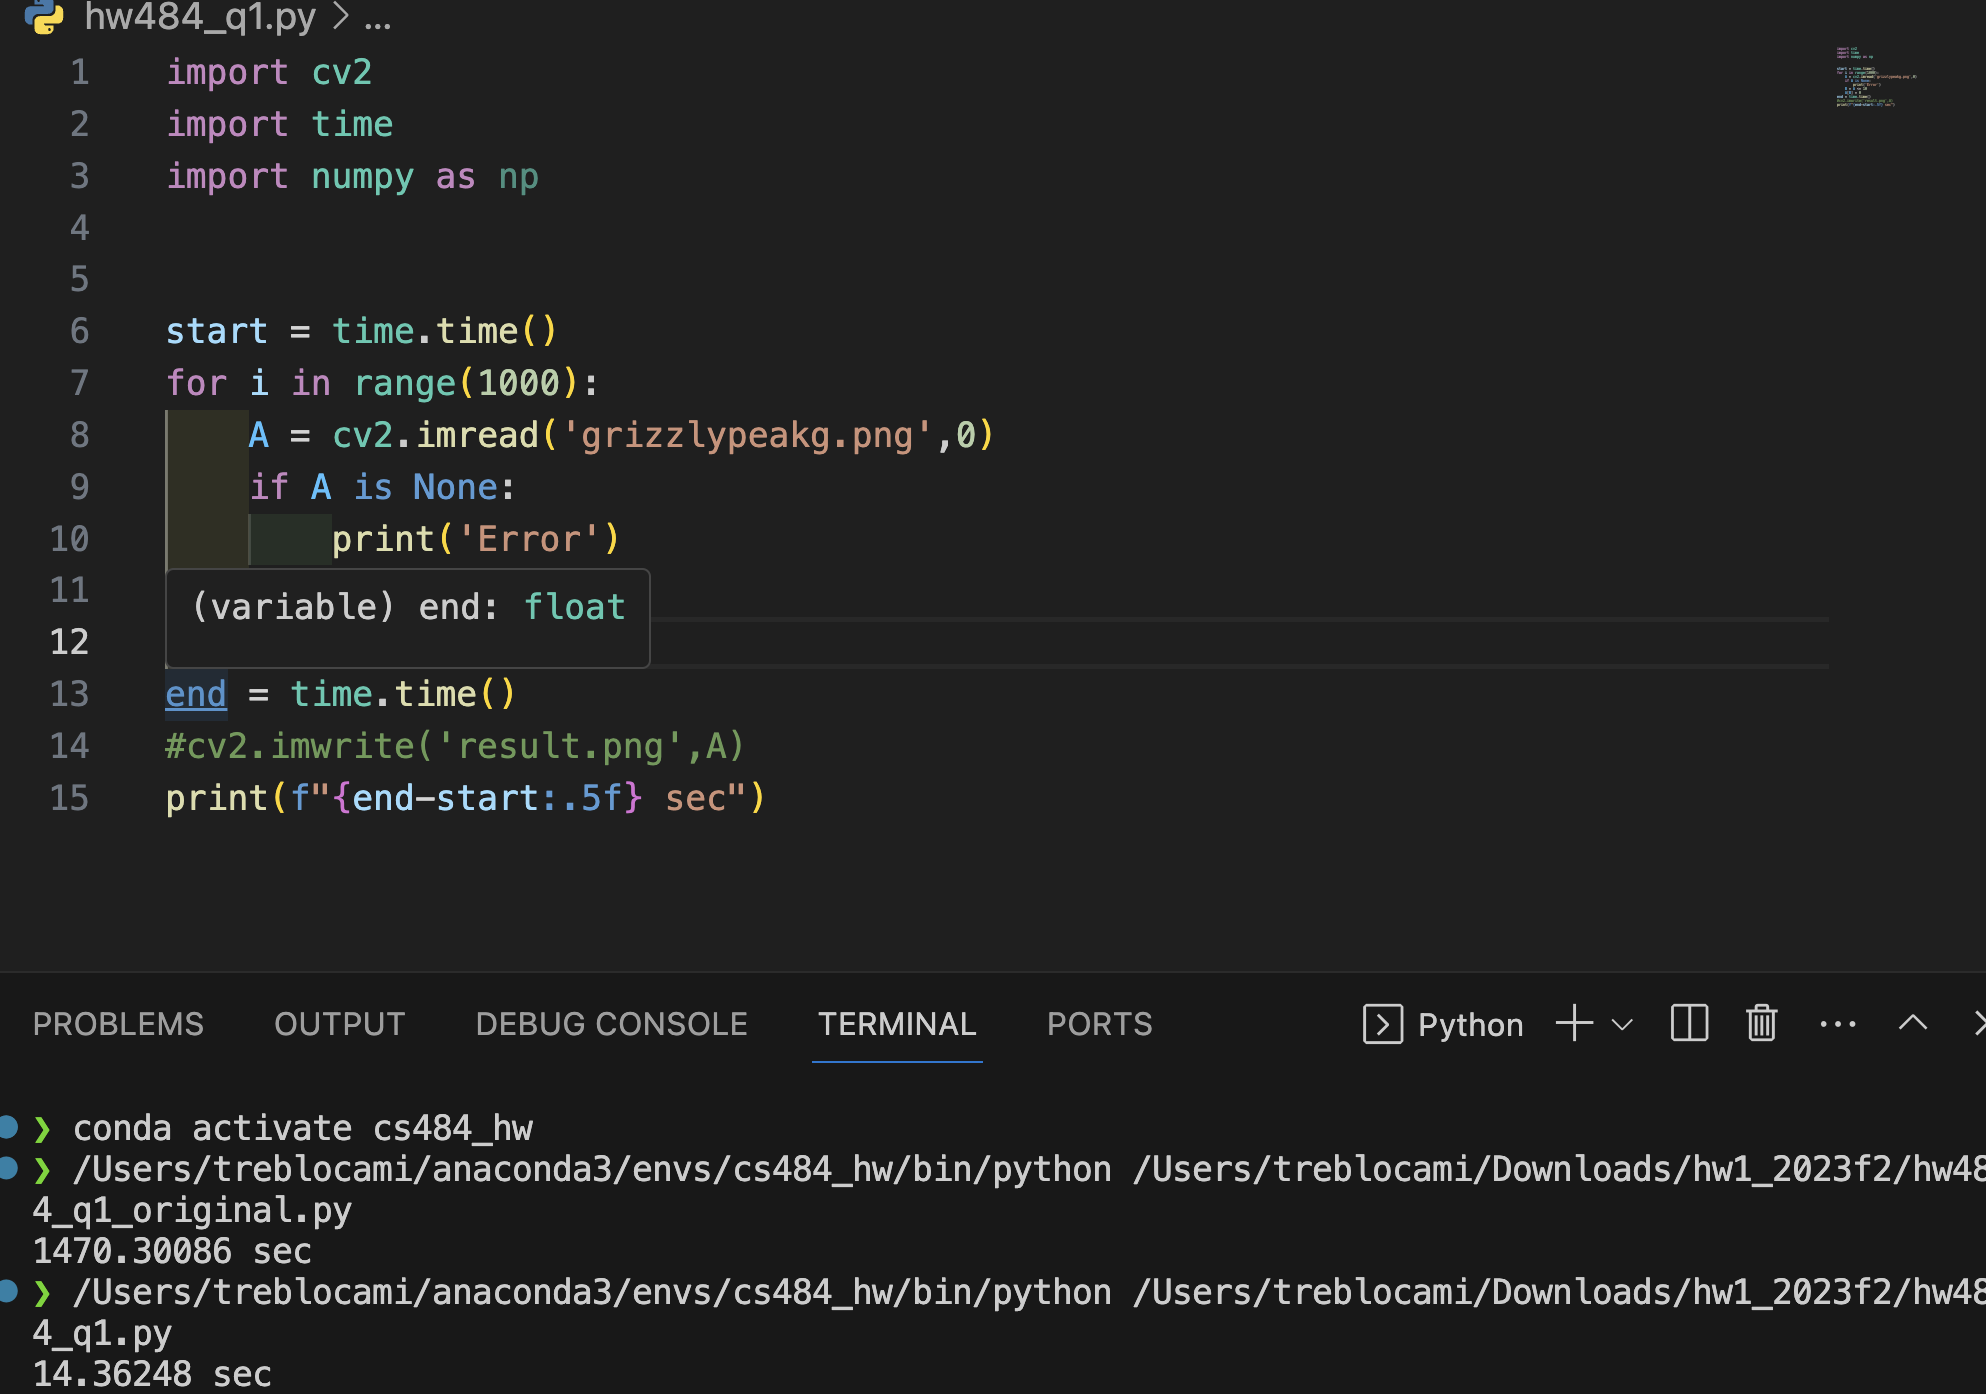 hw484_q1.py > ...
1 import cv2
2 import time
3 import numpy as np
4
5
6 start = time.time()
7 for i in range(1000):
8 A = cv2.imread('grizzlypeakg.png',0)
9 if A is None:
10 print('Error')
11
(variable) end: float
12
13 end = time.time()
14 #cv2.imwrite('result.png',A)
15 print(f"{end-start:.5f} sec")
PROBLEMS OUTPUT DEBUG CONSOLE TERMINAL PORTS Python
❯ conda activate cs484_hw
❯ /Users/treblocami/anaconda3/envs/cs484_hw/bin/python /Users/treblocami/Downloads/hw1_2023f2/hw48
4_q1_original.py
1470.30086 sec
❯ /Users/treblocami/anaconda3/envs/cs484_hw/bin/python /Users/treblocami/Downloads/hw1_2023f2/hw48
4_q1.py
14.36248 sec